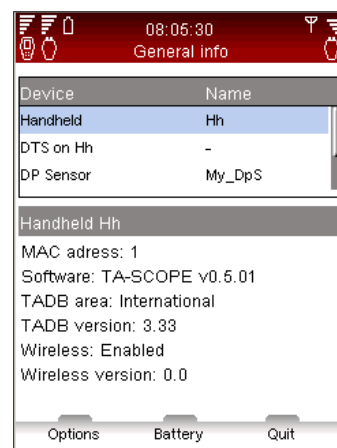 08:05:30
General info
Device Name
Handheld Hh
DTS on Hh -
DP Sensor My_DpS
Handheld Hh
MAC adress: 1
Software: TA-SCOPE v0.5.01
TADB area: International
TADB version: 3.33
Wireless: Enabled
Wireless version: 0.0
Options Battery Quit